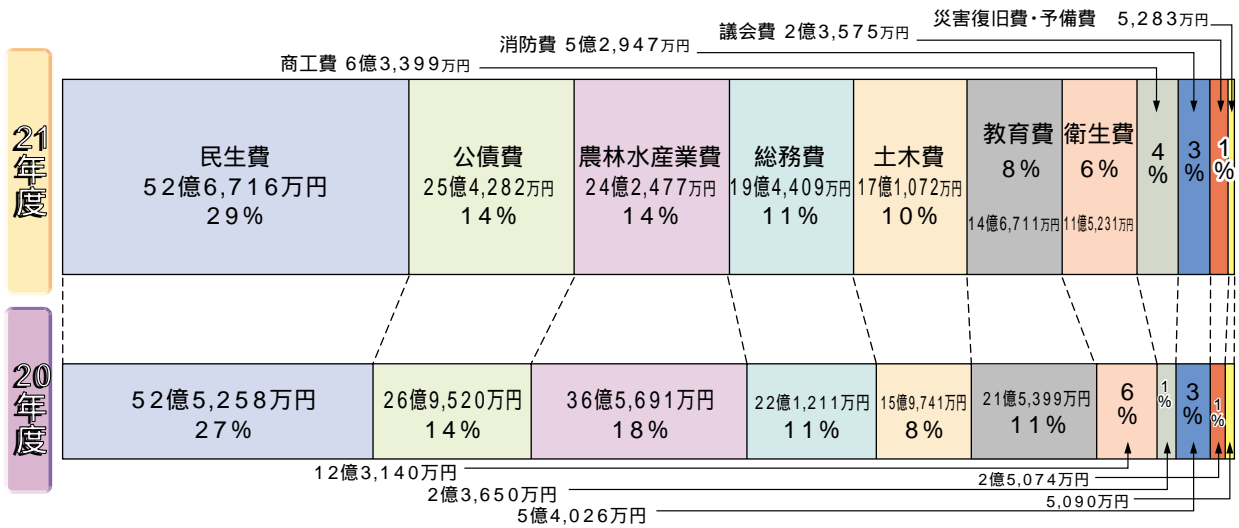 災害復旧費・予備費 5,283万円
議会費 2億3,575万円
消防費 5億2,947万円
商工費 6億3,399万円
21年度
民生費
52億6,716万円
29%
公債費
25億4,282万円
14%
農林水産業費
24億2,477万円
14%
総務費
19億4,409万円
11%
土木費
17億1,072万円
10%
教育費
8%
14億6,711万円
衛生費
6%
11億5,231万円
4%
3%
1%
20年度
52億5,258万円
27%
26億9,520万円
14%
36億5,691万円
18%
22億1,211万円
11%
15億9,741万円
8%
21億5,399万円
11%
6%
1%
3%
1%
12億3,140万円
2億3,650万円
5億4,026万円
2億5,074万円
5,090万円